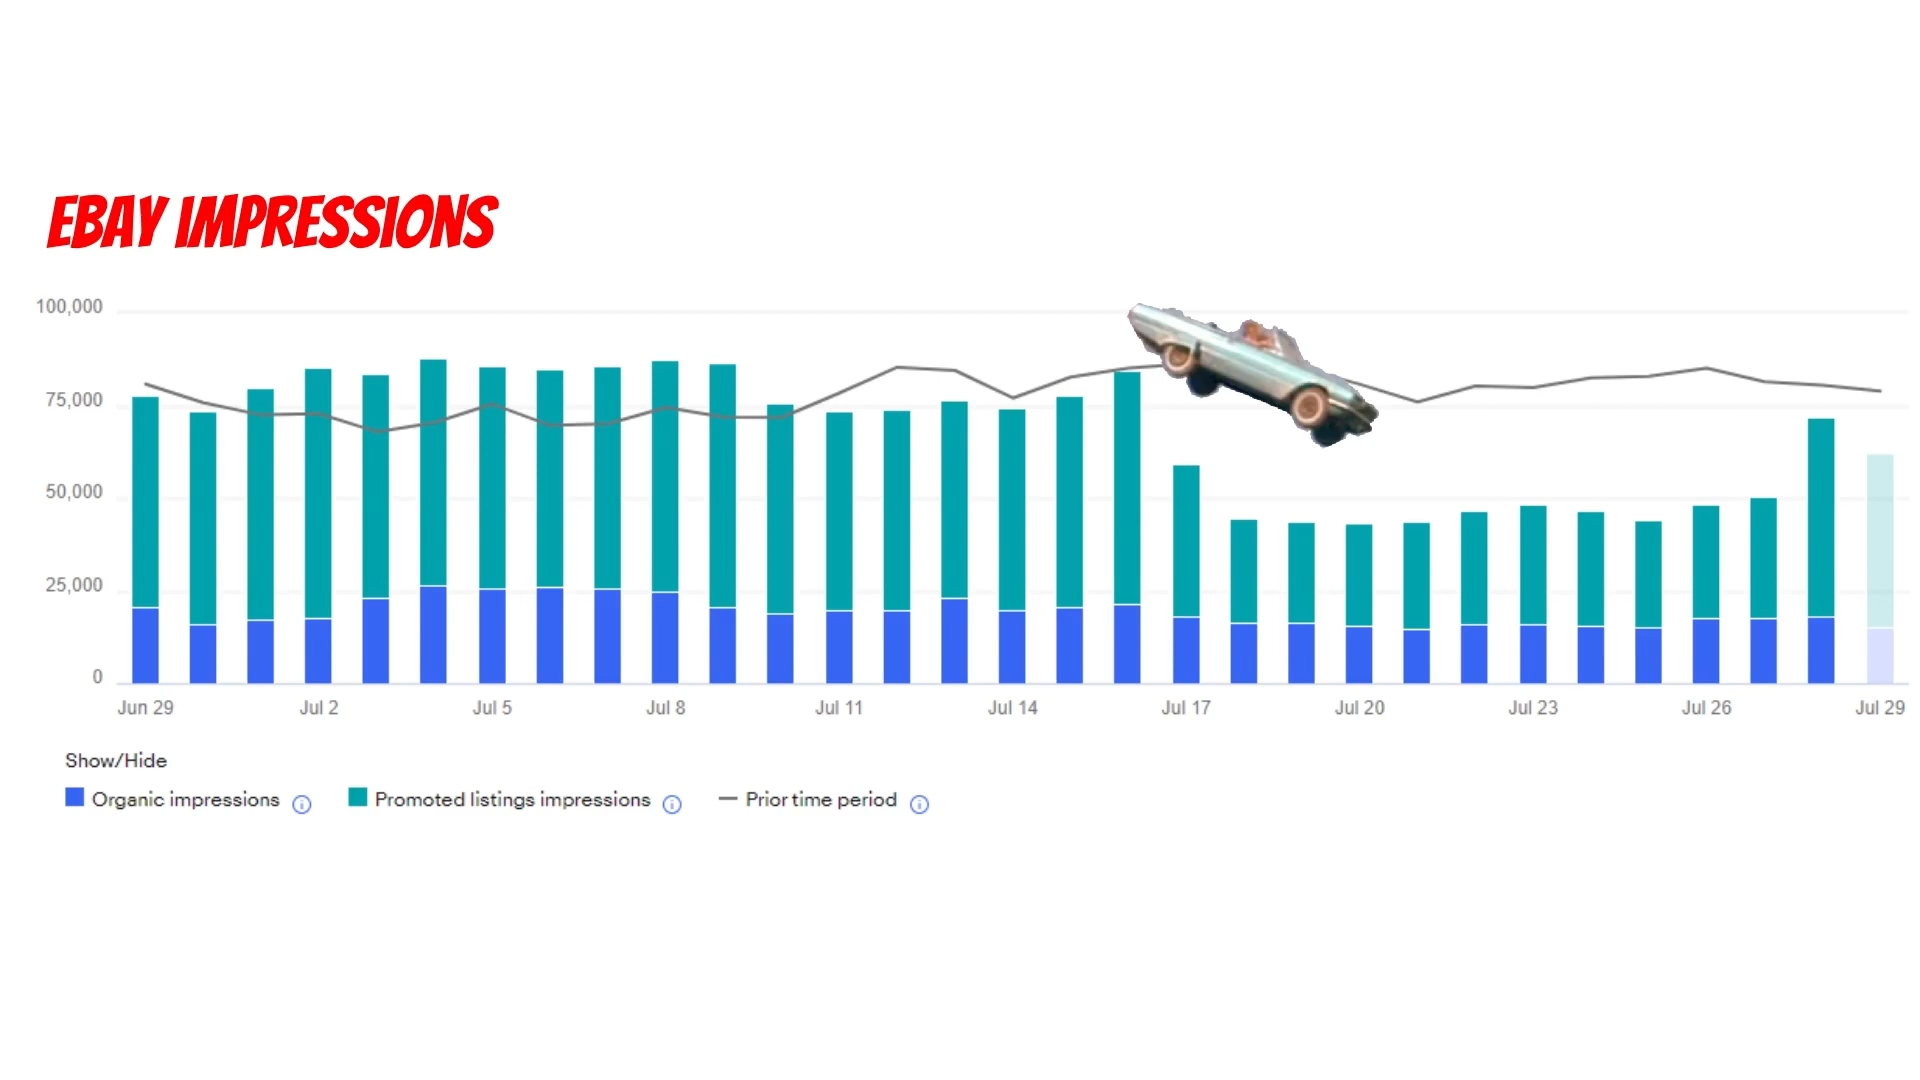 EBAY IMPRESSIONS
100,000
75,000
50,000
25,000
0
Jun 29 Jul 2 Jul 5 Jul 8 Jul 11 Jul 14 Jul 17 Jul 20 Jul 23 Jul 26 Jul 29
Show/Hide
Organic impressions Promoted listings impressions Prior time period